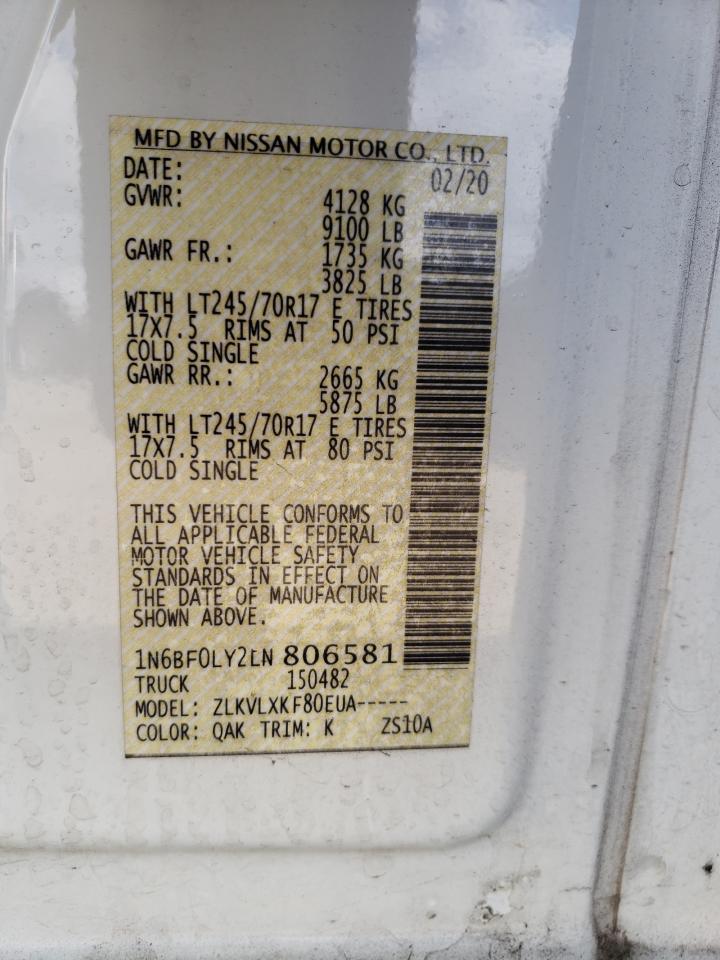 MFD BY NISSAN MOTOR CO., LTD.
DATE: 02/20
GVWR: 4128 KG
9100 LB
GAWR FR.: 1735 KG
3825 LB
WITH LT245/70R17 E TIRES
17X7.5 RIMS AT 50 PSI
COLD SINGLE
GAWR RR.: 2665 KG
5875 LB
WITH LT245/70R17 E TIRES
17X7.5 RIMS AT 80 PSI
COLD SINGLE
THIS VEHICLE CONFORMS TO
ALL APPLICABLE FEDERAL
MOTOR VEHICLE SAFETY
STANDARDS IN EFFECT ON
THE DATE OF MANUFACTURE
SHOWN ABOVE.
1N6BF0LY2LN 806581
TRUCK 150482
MODEL: ZLKVLXKF80EUA-----
COLOR: QAK TRIM: K ZS10A